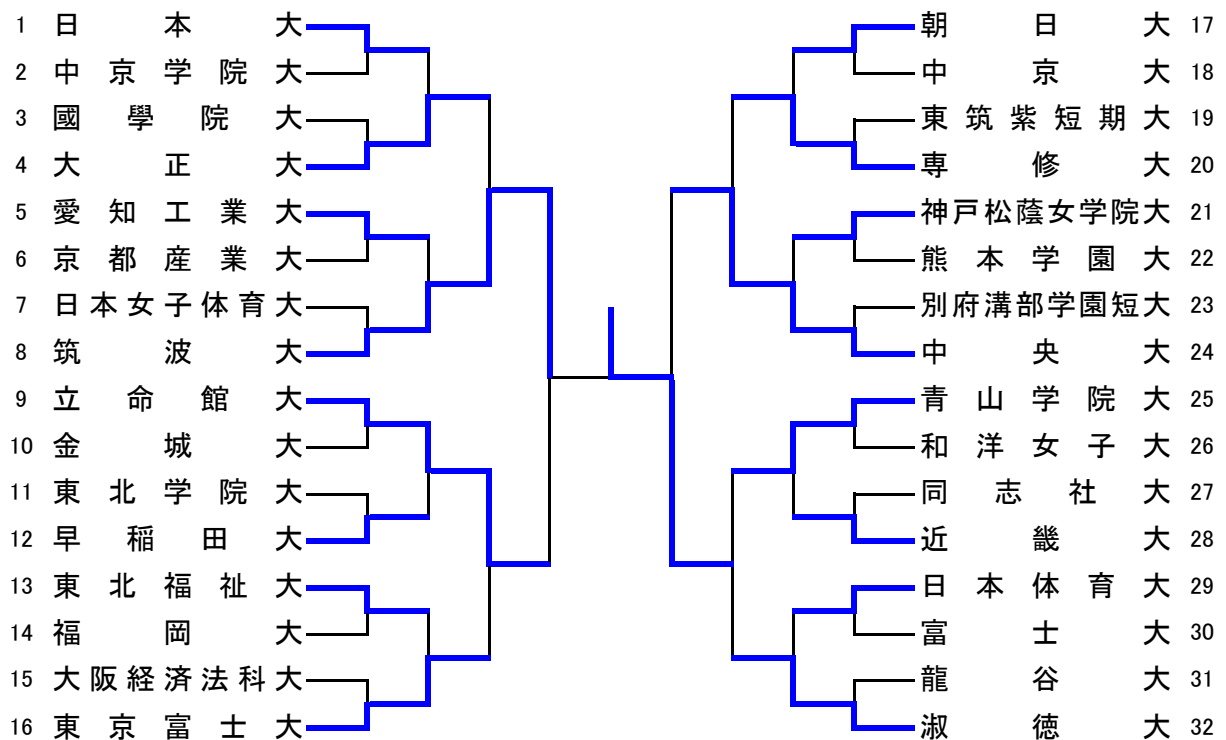 1 日本大
2 中京学院大
3 國學院大
4 大正大
5 愛知工業大
6 京都産業大
7 日本女子体育大
8 筑波大
9 立命館大
10 金城大
11 東北学院大
12 早稲田大
13 東北福祉大
14 福岡大
15 大阪経済法科大
16 東京富士大
朝日大 17
中京大 18
東筑紫短期大 19
専修大 20
神戸松蔭女学院大 21
熊本学園大 22
別府溝部学園短大 23
中央大 24
青山学院大 25
和洋女子大 26
同志社大 27
近畿大 28
日本体育大 29
富士大 30
龍谷大 31
淑徳大 32